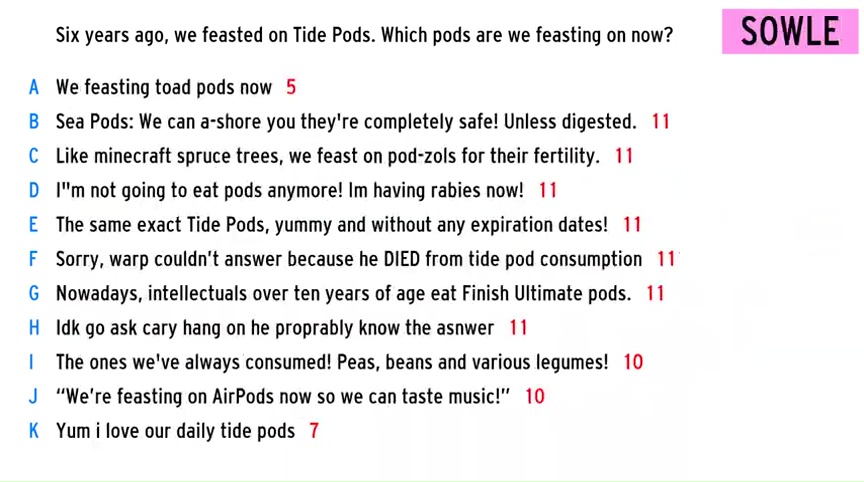 Six years ago, we feasted on Tide Pods. Which pods are we feasting on now?
SOWLE
A We feasting toad pods now 5
B Sea Pods: We can a-shore you they're completely safe! Unless digested. 11
C Like minecraft spruce trees, we feast on pod-zols for their fertility. 11
D I"m not going to eat pods anymore! Im having rabies now! 11
E The same exact Tide Pods, yummy and without any expiration dates! 11
F Sorry, warp couldn't answer because he DIED from tide pod consumption 11
G Nowadays, intellectuals over ten years of age eat Finish Ultimate pods. 11
H Idk go ask cary hang on he proprably know the asnwer 11
I The ones we've always consumed! Peas, beans and various legumes! 10
J “We're feasting on AirPods now so we can taste music!” 10
K Yum i love our daily tide pods 7